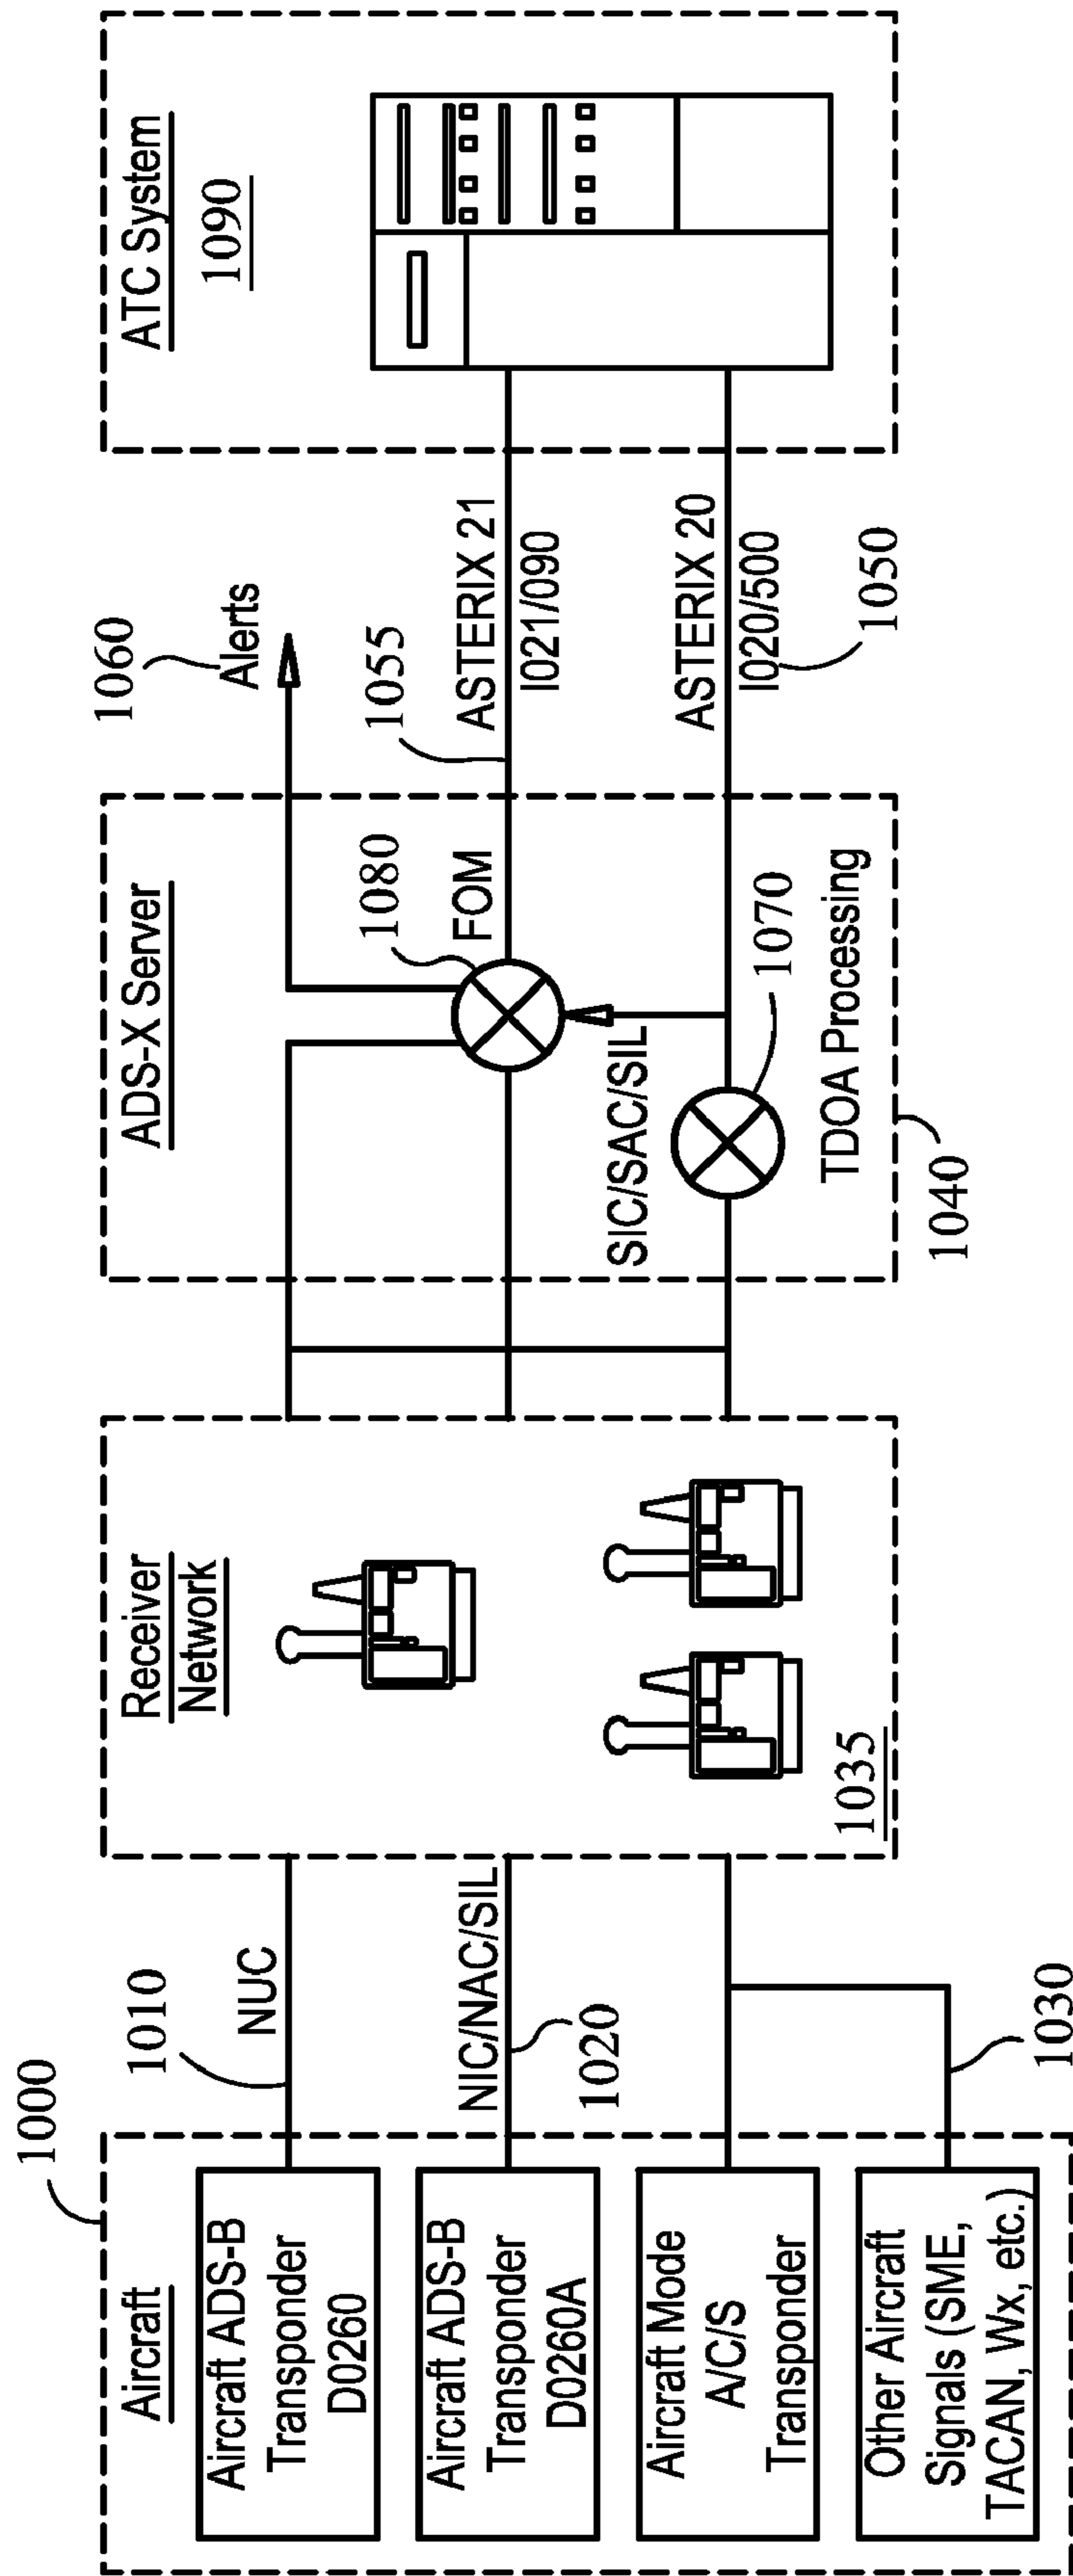 1000
Aircraft
Aircraft ADS-B
Transponder
D0260
Aircraft ADS-B
Transponder
D0260A
Aircraft Mode
A/C/S
Transponder
Other Aircraft
Signals (SME,
TACAN, Wx, etc.)
1010
NUC
NIC/NAC/SIL
1020
1030
Receiver
Network
1035
ADS-X Server
1080
FOM
SIC/SAC/SIL
1070
TDOA Processing
1040
1060
Alerts
1055
ASTERIX 21
I021/090
ASTERIX 20
I020/500
1050
ATC System
1090